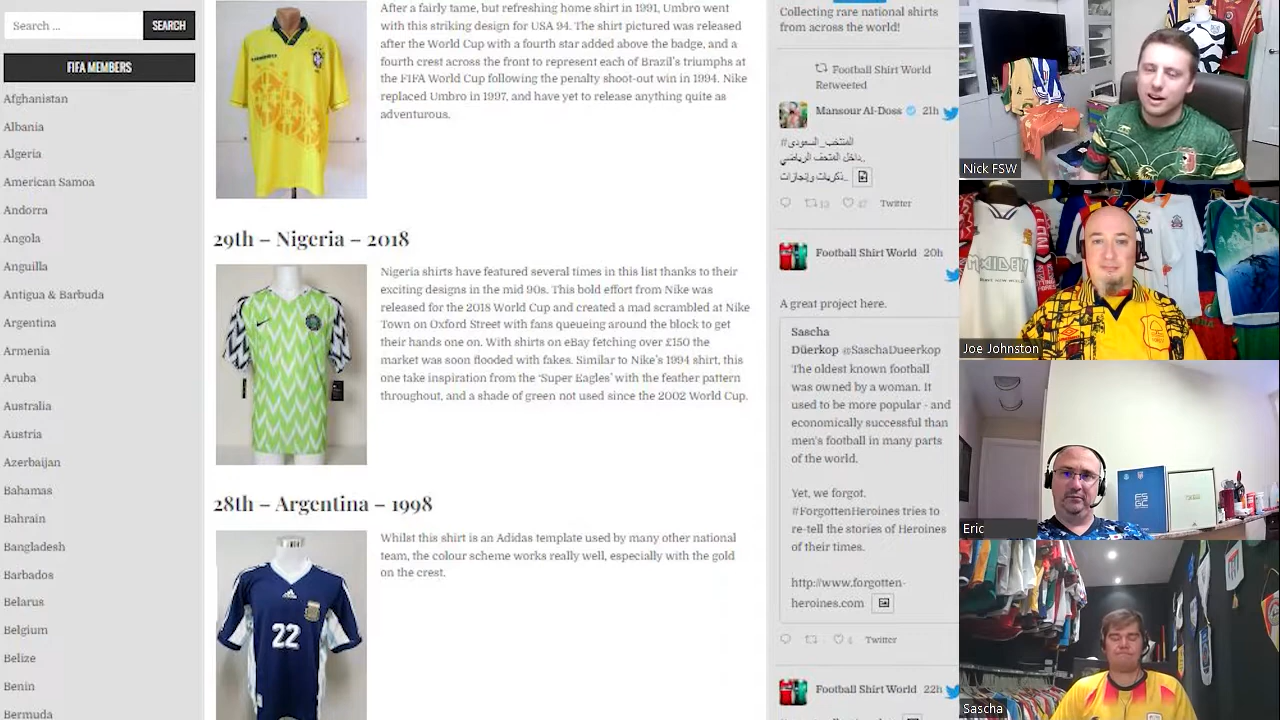 Search ...
SEARCH
FIFA MEMBERS
Afghanistan
Albania
Algeria
American Samoa
Andorra
Angola
Anguilla
Antigua & Barbuda
Argentina
Armenia
Aruba
Australia
Austria
Azerbaijan
Bahamas
Bahrain
Bangladesh
Barbados
Belarus
Belgium
Belize
Benin
Bermuda
After a fairly tame, but refreshing home shirt in 1991, Umbro went
with this striking design for USA 94. The shirt pictured was released
after the World Cup with a fourth star added above the badge, and a
fourth crest across the front to represent each of Brazil's triumphs at
the FIFA World Cup following the penalty shoot-out win in 1994. Nike
replaced Umbro in 1997, and have yet to release anything quite as
adventurous.
29th – Nigeria – 2018
Nigeria shirts have featured several times in this list thanks to their
exciting designs in the mid 90s. This bold effort from Nike was
released for the 2018 World Cup and created a mad scrambled at Nike
Town on Oxford Street with fans queueing around the block to get
their hands one on. With shirts on eBay fetching over £150 the
market was soon flooded with fakes. Similar to Nike's 1994 shirt, this
one take inspiration from the 'Super Eagles' with the feather pattern
throughout, and a shade of green not used since the 2002 World Cup.
28th – Argentina – 1998
22
Whilst this shirt is an Adidas template used by many other national
team, the colour scheme works really well, especially with the gold
on the crest.
Collecting rare national shirts
from across the world!
Football Shirt World
Retweeted
Mansour Al-Doss 21h
#المنتخب_السعودي
داخل المتحف الرياضي..
ذكريات وإنجازات..
13 47 Twitter
Football Shirt World 20h
A great project here.
Sascha
Düerkop @SaschaDueerkop
The oldest known football
was owned by a woman. It
used to be more popular - and
economically successful than
men's football in many parts
of the world.
Yet, we forgot.
#ForgottenHeroines tries to
re-tell the stories of Heroines
of their times.
http://www.forgotten-
heroines.com
4 Twitter
Football Shirt World 22h
Nick FSW
MAIDEN
Joe Johnston
Eric
Sascha